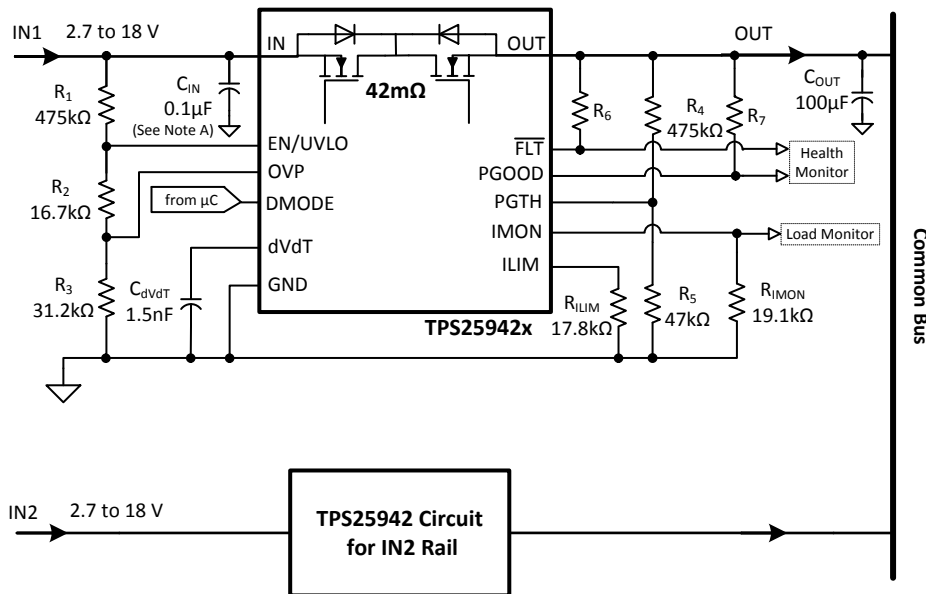 IN1
2.7 to 18 V
IN
OUT
OUT
42mΩ
R1
475kΩ
CIN
0.1µF
(See Note A)
R6
R4
475kΩ
R7
COUT
100µF
EN/UVLO
FLT
Health
Monitor
OVP
PGOOD
R2
16.7kΩ
from µC
DMODE
PGTH
IMON
Load Monitor
dVdT
ILIM
R3
31.2kΩ
CdVdT
1.5nF
GND
RILIM
17.8kΩ
R5
47kΩ
RIMON
19.1kΩ
TPS25942x
Common Bus
IN2
2.7 to 18 V
TPS25942 Circuit
for IN2 Rail